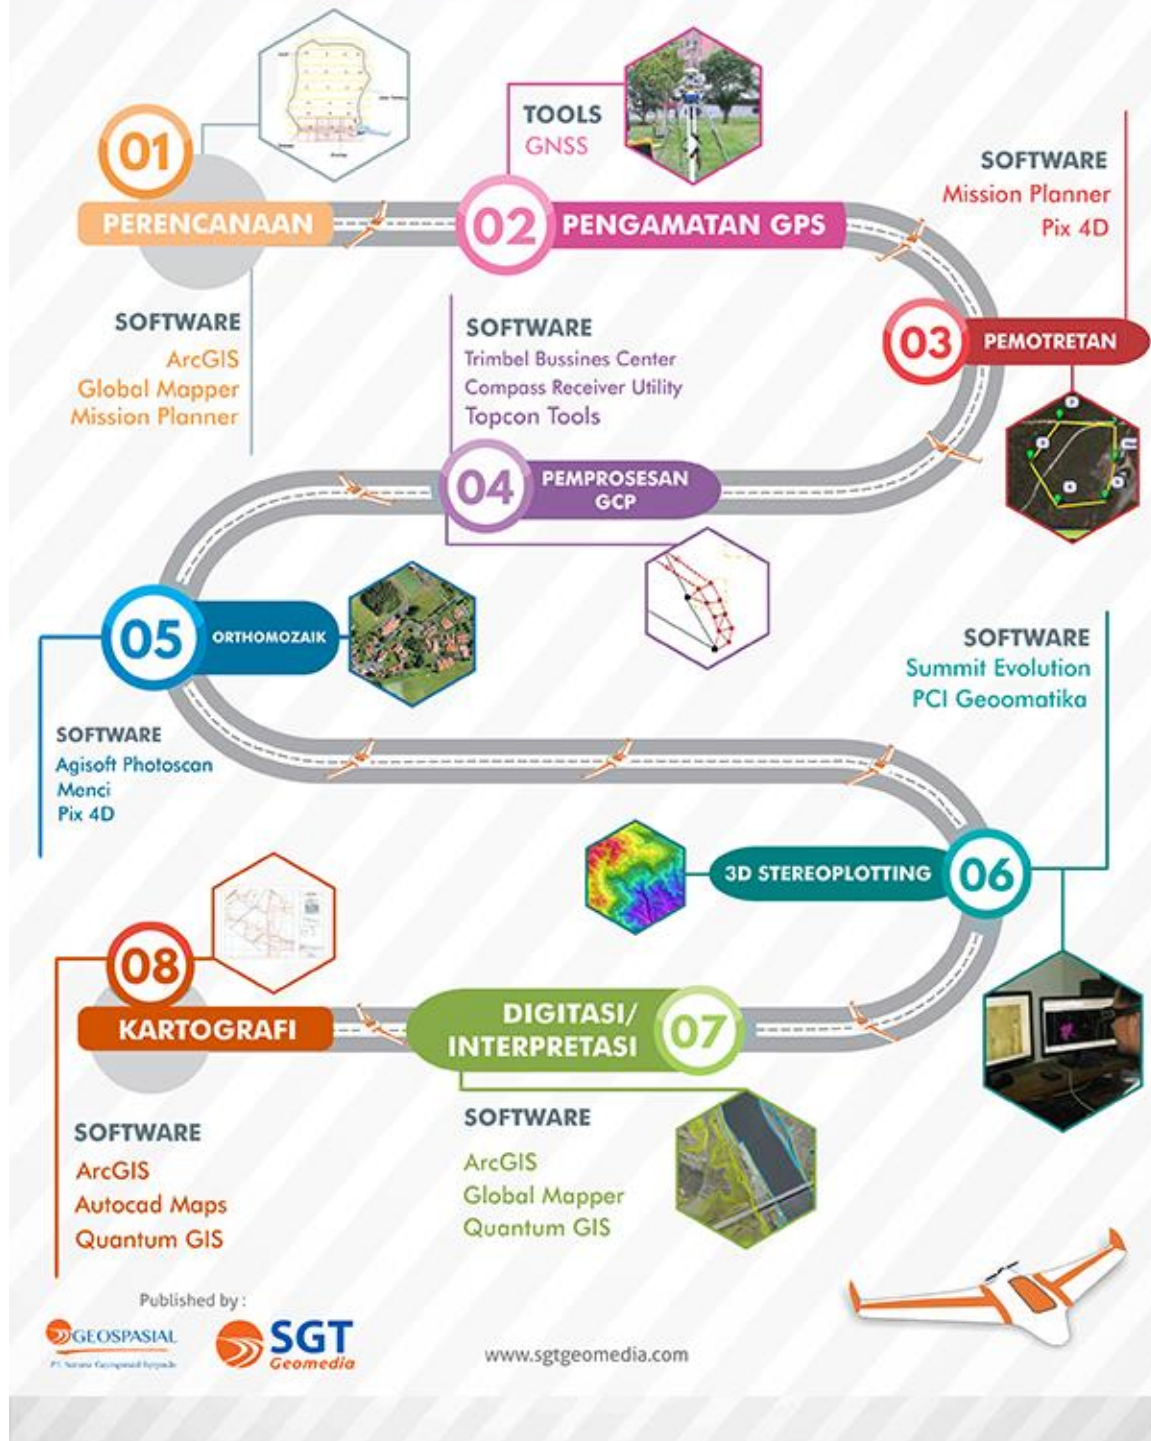 01
PERENCANAAN
SOFTWARE
ArcGIS
Global Mapper
Mission Planner
TOOLS
GNSS
02
PENGAMATAN GPS
SOFTWARE
Mission Planner
Pix 4D
03
PEMOTRETAN
SOFTWARE
Trimbel Bussines Center
Compass Receiver Utility
Topcon Tools
04
PEMPROSESAN
GCP
05
ORTHOMOZAIK
SOFTWARE
Agisoft Photoscan
Menci
Pix 4D
SOFTWARE
Summit Evolution
PCI Geoomatika
3D STEREOPLOTTING
06
DIGITASI/
INTERPRETASI
07
SOFTWARE
ArcGIS
Global Mapper
Quantum GIS
08
KARTOGRAFI
SOFTWARE
ArcGIS
Autocad Maps
Quantum GIS
Published by :
GEOSPASIAL
SGT
Geomedia
www.sgtgeomedia.com